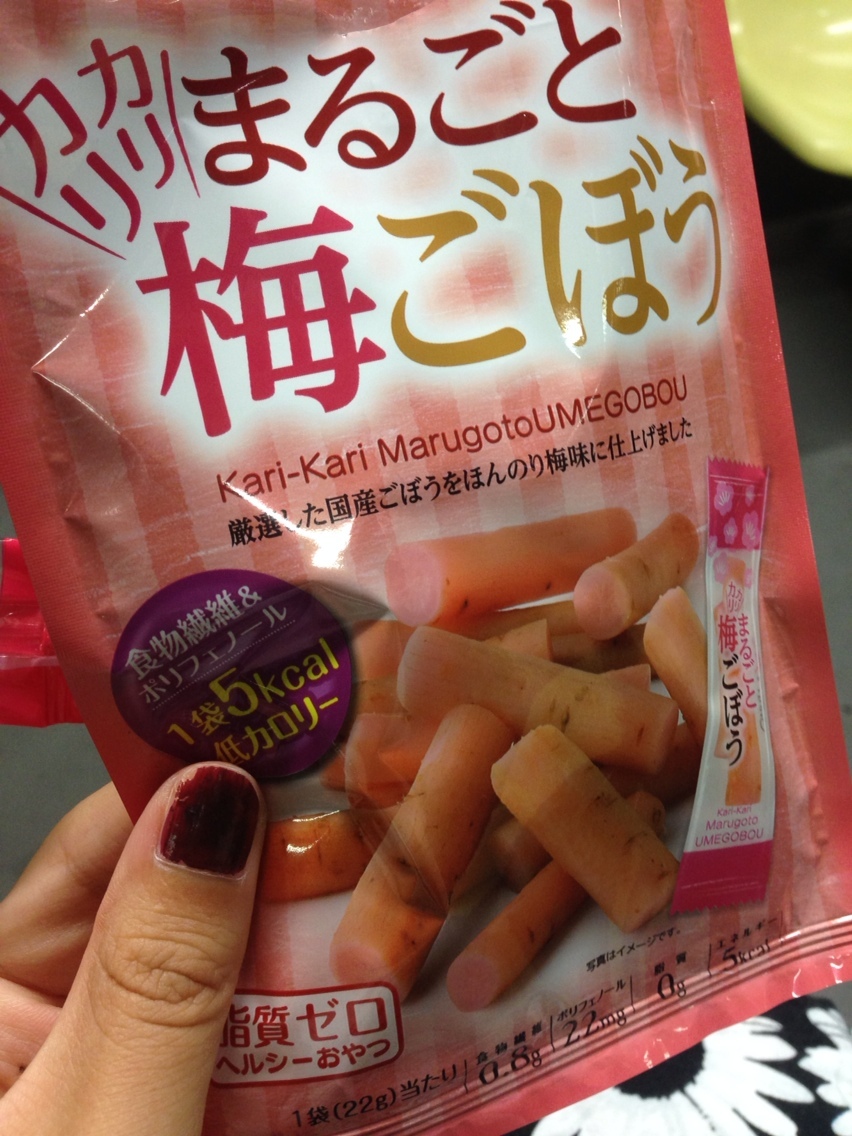 カリカリ
まるごと
梅ごぼう
Kari-Kari MarugotoUMEGOBOU
厳選した国産ごぼうをほんのり梅味に仕上げました
食物繊維&
ポリフェノール
1袋5kcal
低カロリー
カリカリ
まるごと
梅ごぼう
Kari-Kari
Marugoto
UMEGOBOU
写真はイメージです。
脂質ゼロ
ヘルシーおやつ
1袋(22g)当たり 食物繊維 0.8g ポリフェノール 22mg 脂質 0g エネルギー 5kcal